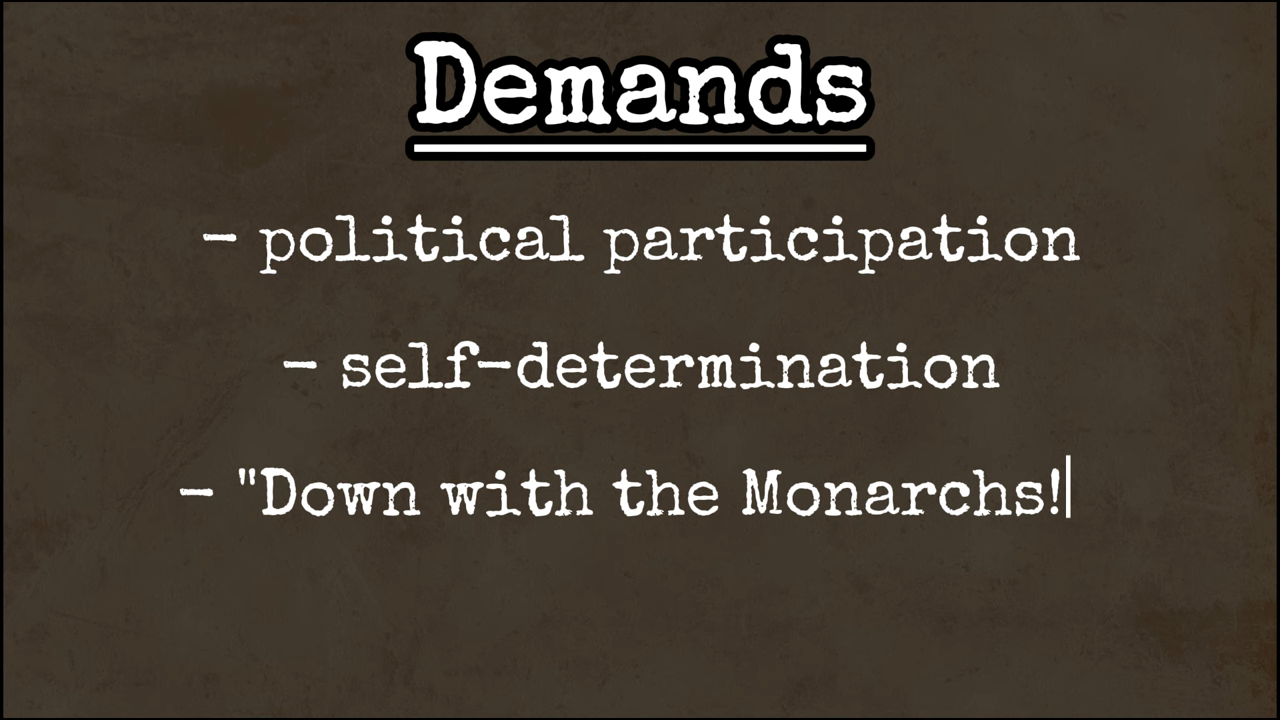 Demands
- political participation
- self-determination
- "Down with the Monarchs!